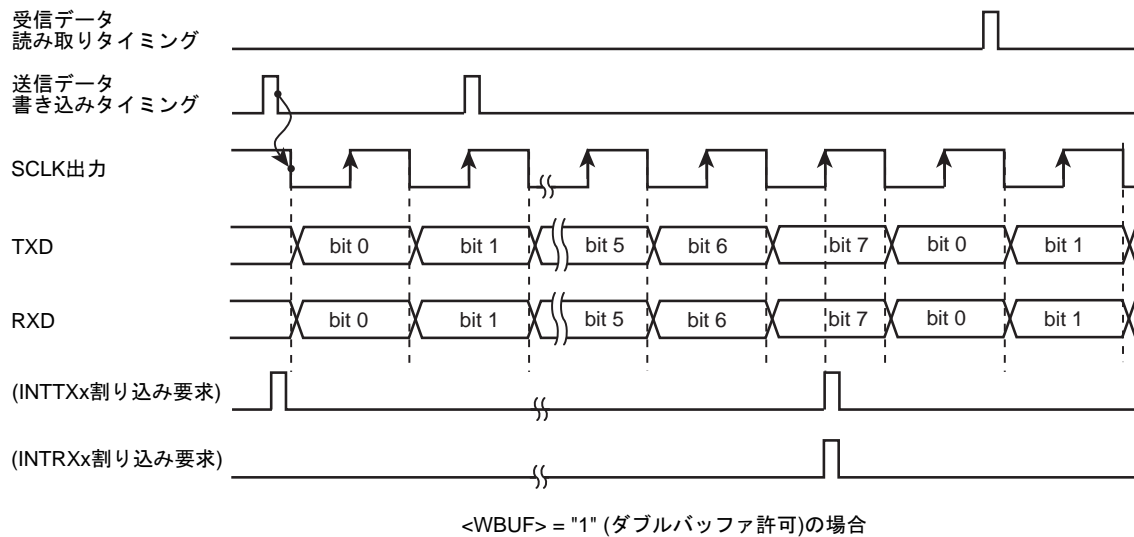 受信データ
読み取りタイミング
送信データ
書き込みタイミング
SCLK出力
TXD
bit 0 bit 1 bit 5 bit 6 bit 7 bit 0 bit 1
RXD
bit 0 bit 1 bit 5 bit 6 bit 7 bit 0 bit 1
(INTTXx割り込み要求)
(INTRXx割り込み要求)
<WBUF> = "1" (ダブルバッファ許可)の場合